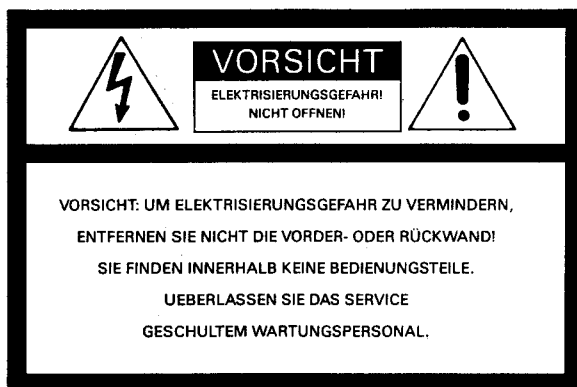 VORSICHT
ELEKTRISIERUNGSGEFAHR!
NICHT OFFNEN!
VORSICHT: UM ELEKTRISIERUNGSGEFAHR ZU VERMINDERN,
ENTFERNEN SIE NICHT DIE VORDER- ODER RÜCKWAND!
SIE FINDEN INNERHALB KEINE BEDIENUNGSTEILE.
UEBERLASSEN SIE DAS SERVICE
GESCHULTEM WARTUNGSPERSONAL.